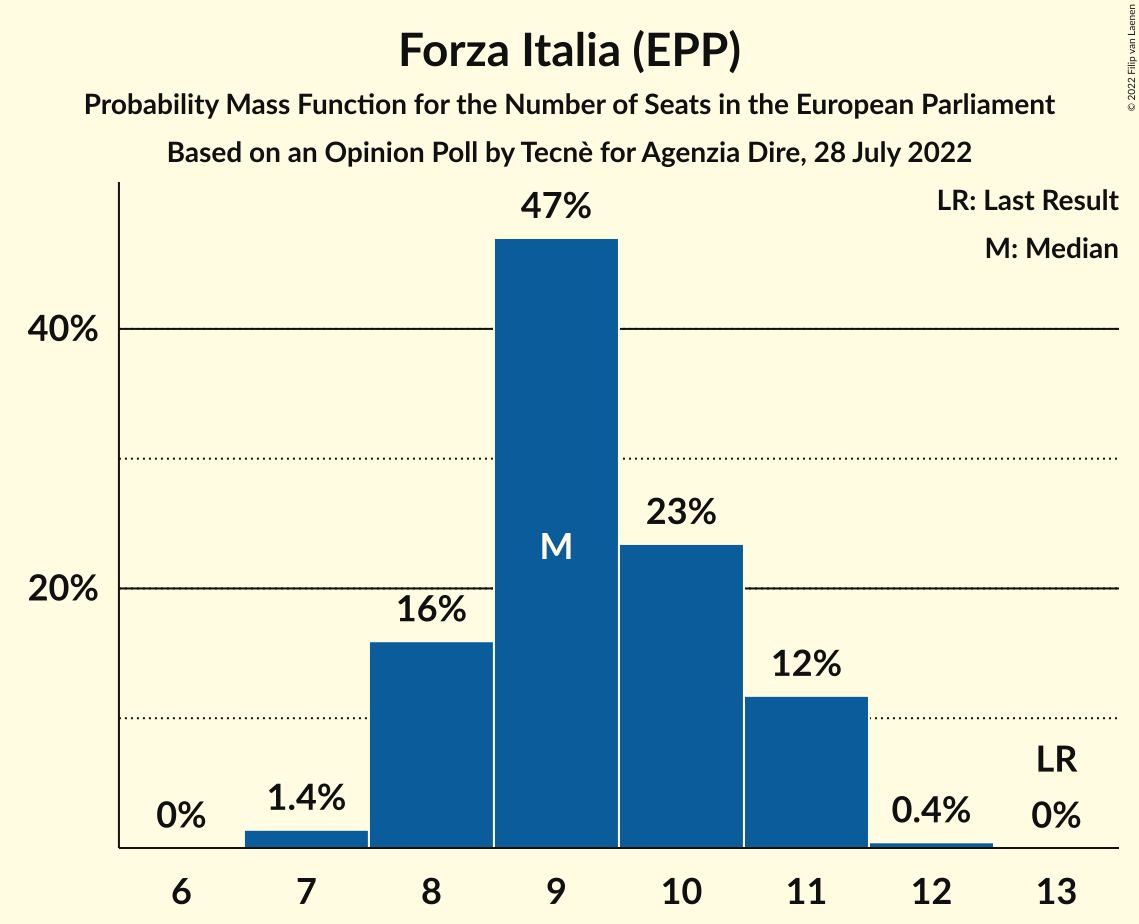 Forza Italia (EPP)
Probability Mass Function for the Number of Seats in the European Parliament
Based on an Opinion Poll by Tecnè for Agenzia Dire, 28 July 2022
© 2022 Filip van Laenen
LR: Last Result
M: Median
47%
40%
23%
M
20%
16%
12%
LR
1.4%
0%
0.4%
0%
6 7 8 9 10 11 12 13